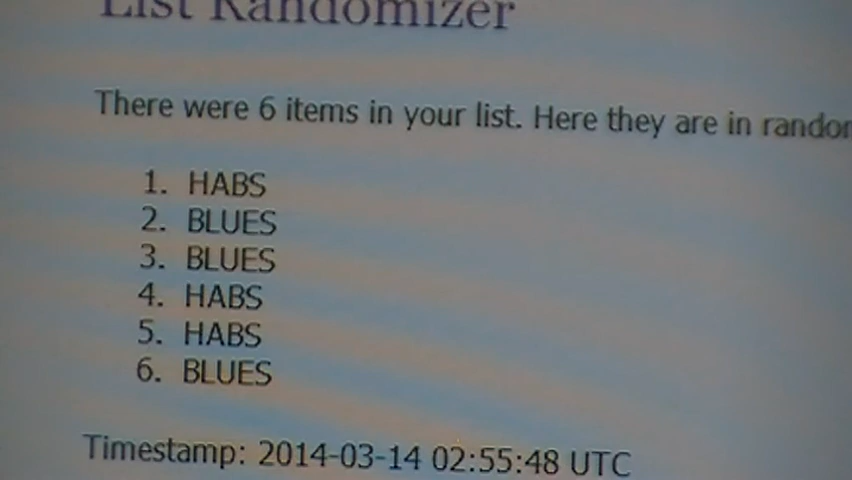 List Randomizer
There were 6 items in your list. Here they are in
1. HABS
2. BLUES
3. BLUES
4. HABS
5. HABS
6. BLUES
Timestamp: 2014-03-14 02:55:48 UTC